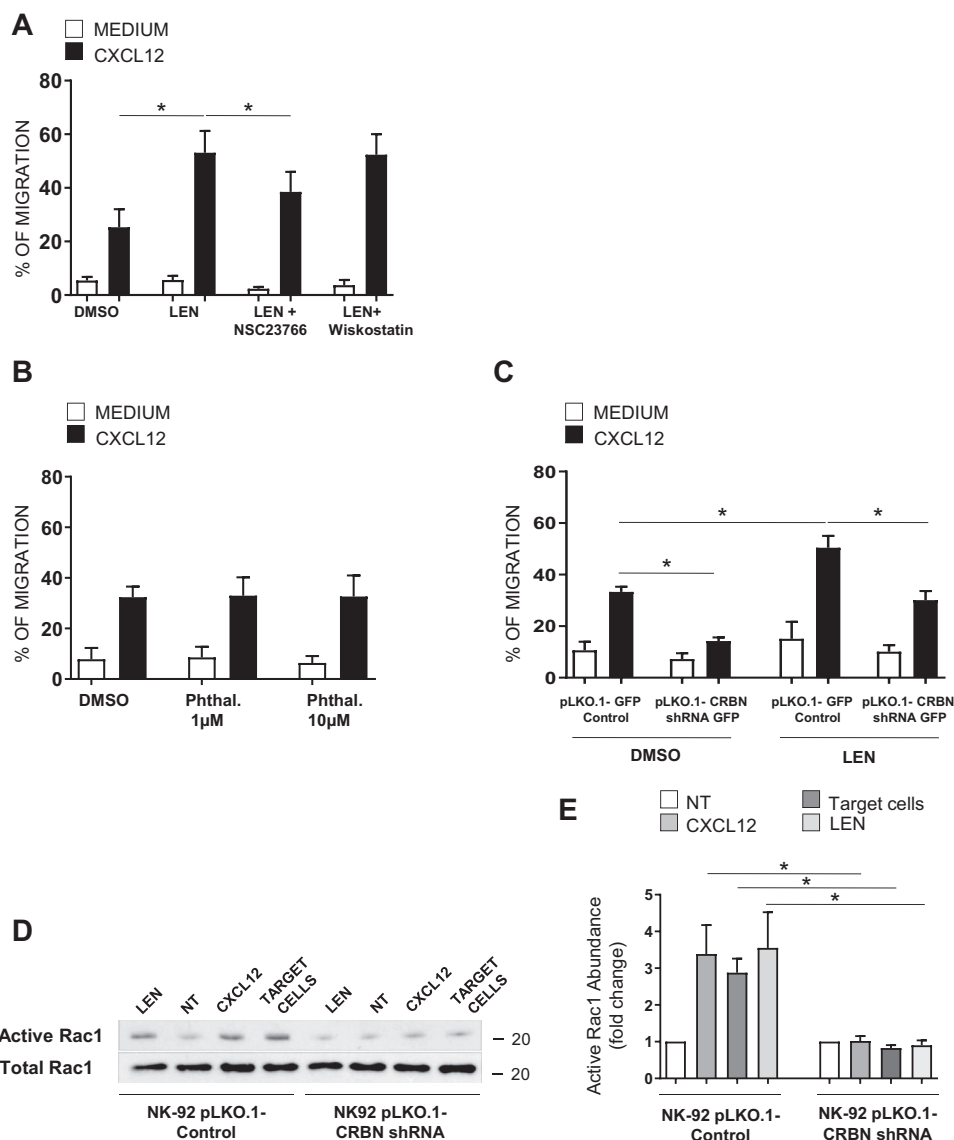 A
MEDIUM
CXCL12
% OF MIGRATION
80
60
40
20
0
* *
DMSO LEN LEN + LEN+
NSC23766 Wiskostatin
B
MEDIUM
CXCL12
% OF MIGRATION
80
60
40
20
0
DMSO Phthal. Phthal.
1µM 10µM
C
MEDIUM
CXCL12
% OF MIGRATION
80
60
40
20
0
* *
*
pLKO.1- GFP pLKO.1- CRBN pLKO.1- GFP pLKO.1- CRBN
Control shRNA GFP Control shRNA GFP
DMSO LEN
D
LEN NT CXCL12 TARGET CELLS LEN NT CXCL12 TARGET CELLS
Active Rac1 – 20
Total Rac1 – 20
NK-92 pLKO.1- NK92 pLKO.1-
Control CRBN shRNA
E
NT Target cells
CXCL12 LEN
Active Rac1 Abundance
(fold change)
5
4
3
2
1
0
*
*
*
NK-92 pLKO.1- NK-92 pLKO.1-
Control CRBN shRNA